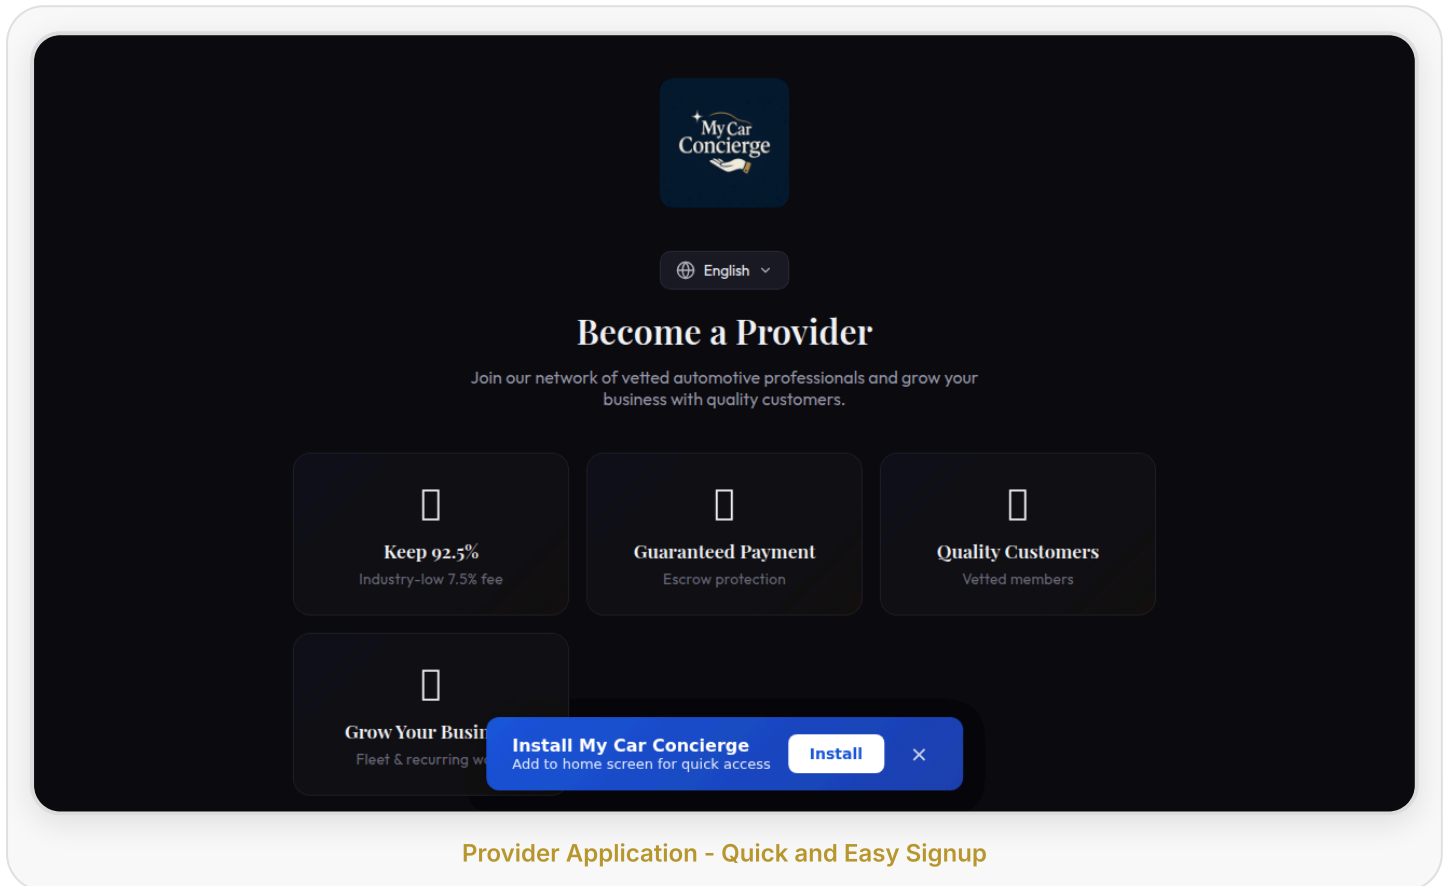 My Car
Concierge
English
Become a Provider
Join our network of vetted automotive professionals and grow your
business with quality customers.
Keep 92.5%
Industry-low 7.5% fee
Guaranteed Payment
Escrow protection
Quality Customers
Vetted members
Grow Your
Fleet & recurring
Install My Car Concierge
Add to home screen for quick access
Install
Provider Application - Quick and Easy Signup